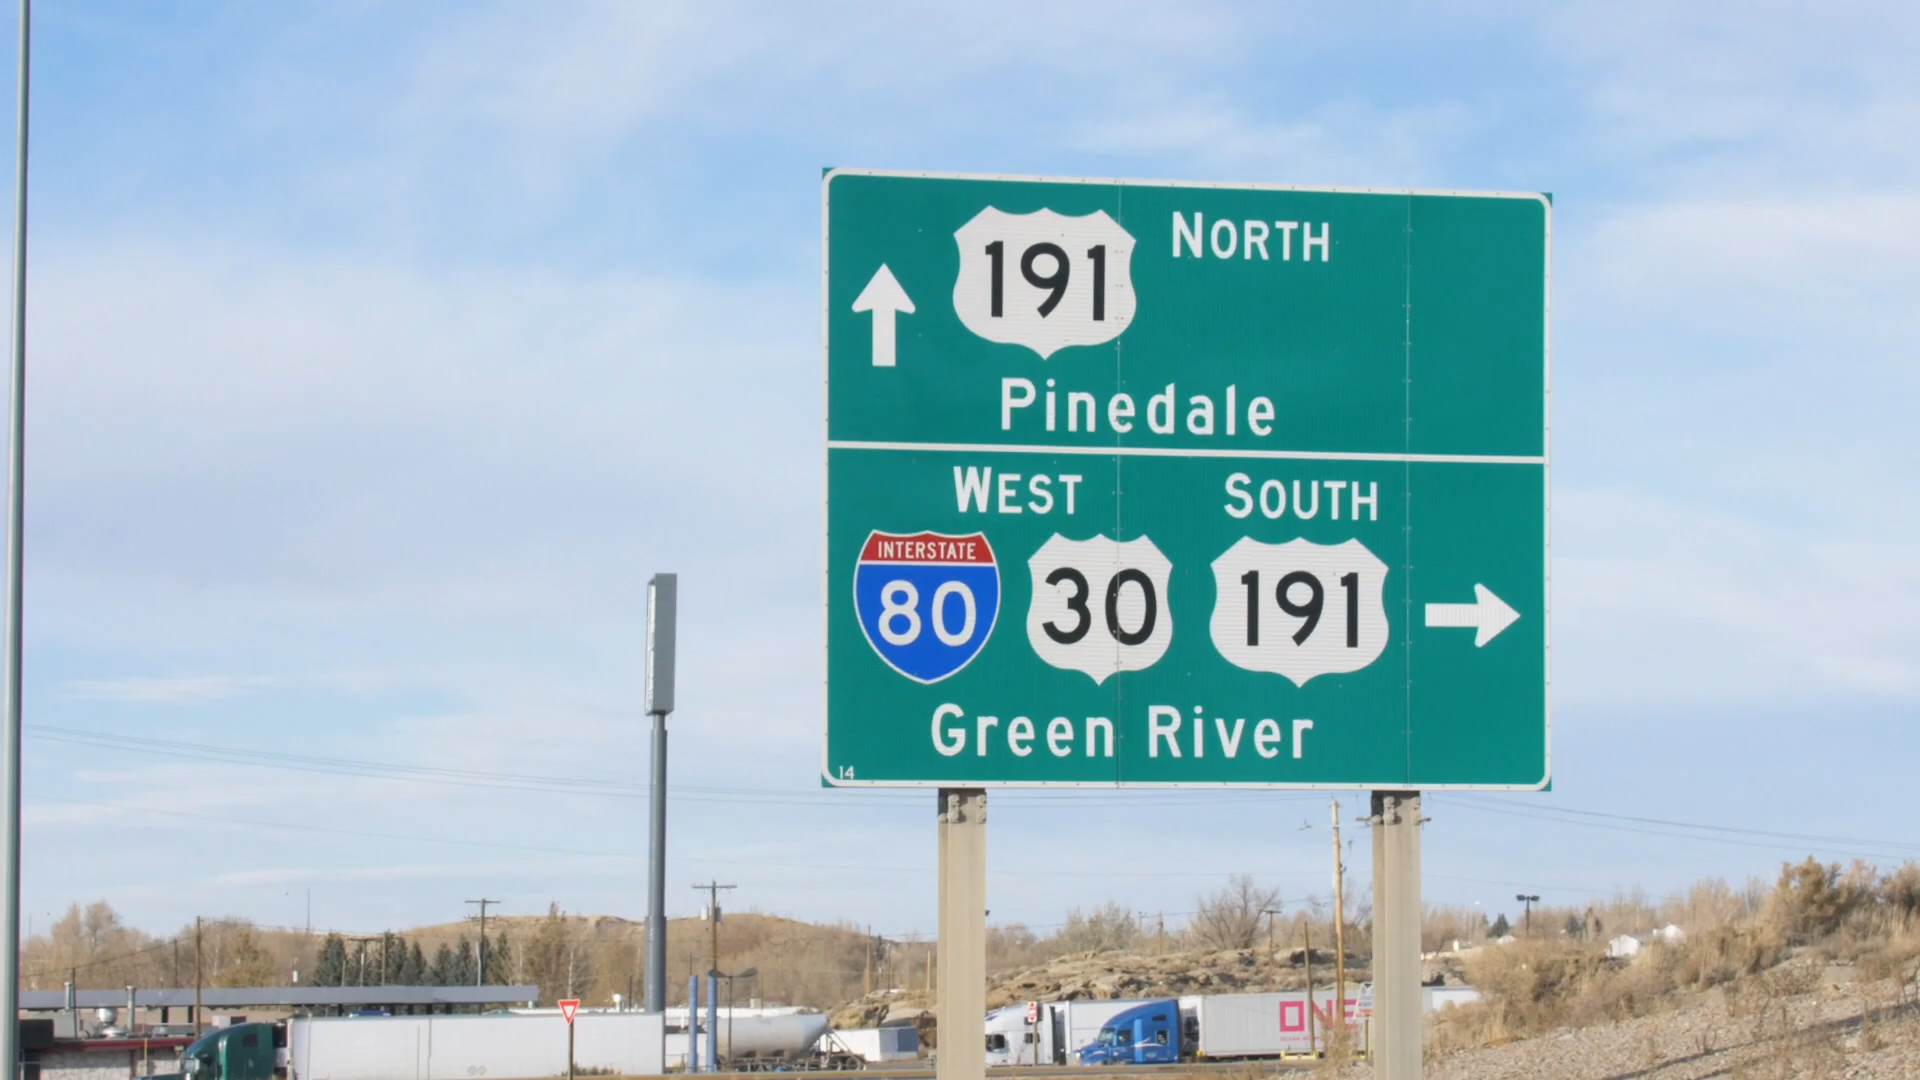 191 NORTH
Pinedale
WEST SOUTH
INTERSTATE
80 30 191
Green River
14
ONE